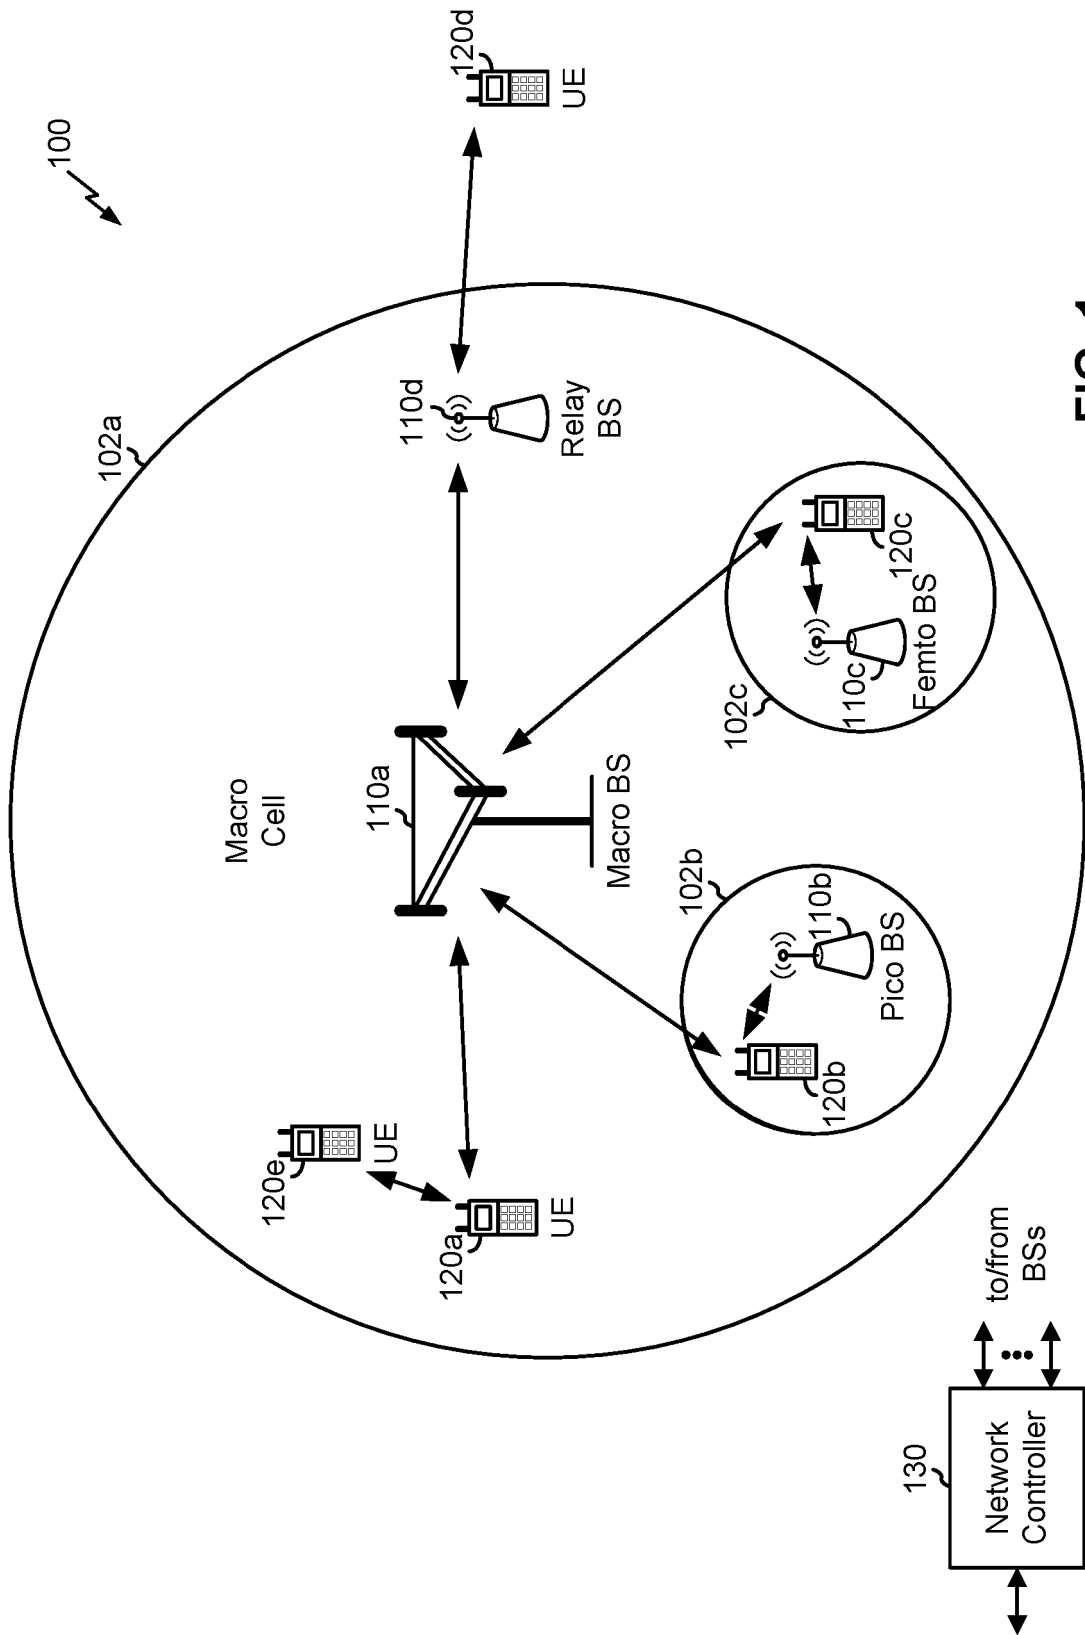 100
102a
Macro
Cell
120e
UE
110a
110d
120d
120a
UE
Relay
BS
UE
Macro BS
102b
102c
110b
120b
110c
Pico BS
120c
Femto BS
130
to/from
BSs
Network
Controller
FIG. 1